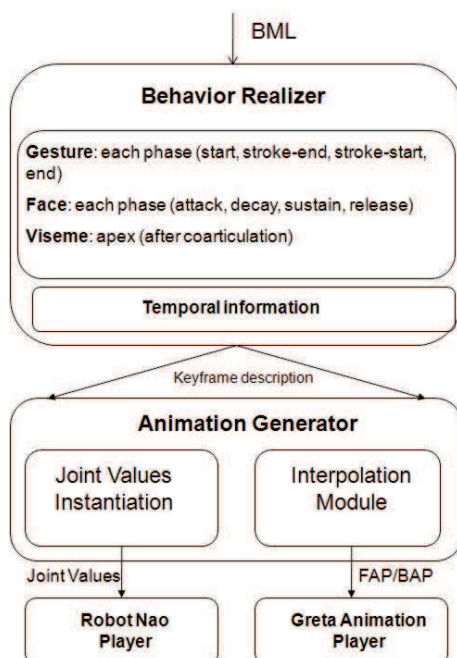 BML
Behavior Realizer
Gesture: each phase (start, stroke-end, stroke-start,
end)
Face: each phase (attack, decay, sustain, release)
Viseme: apex (after coarticulation)
Temporal information
Keyframe description
Animation Generator
Joint Values
Instantiation
Interpolation
Module
Joint Values
FAP/BAP
Robot Nao
Player
Greta Animation
Player